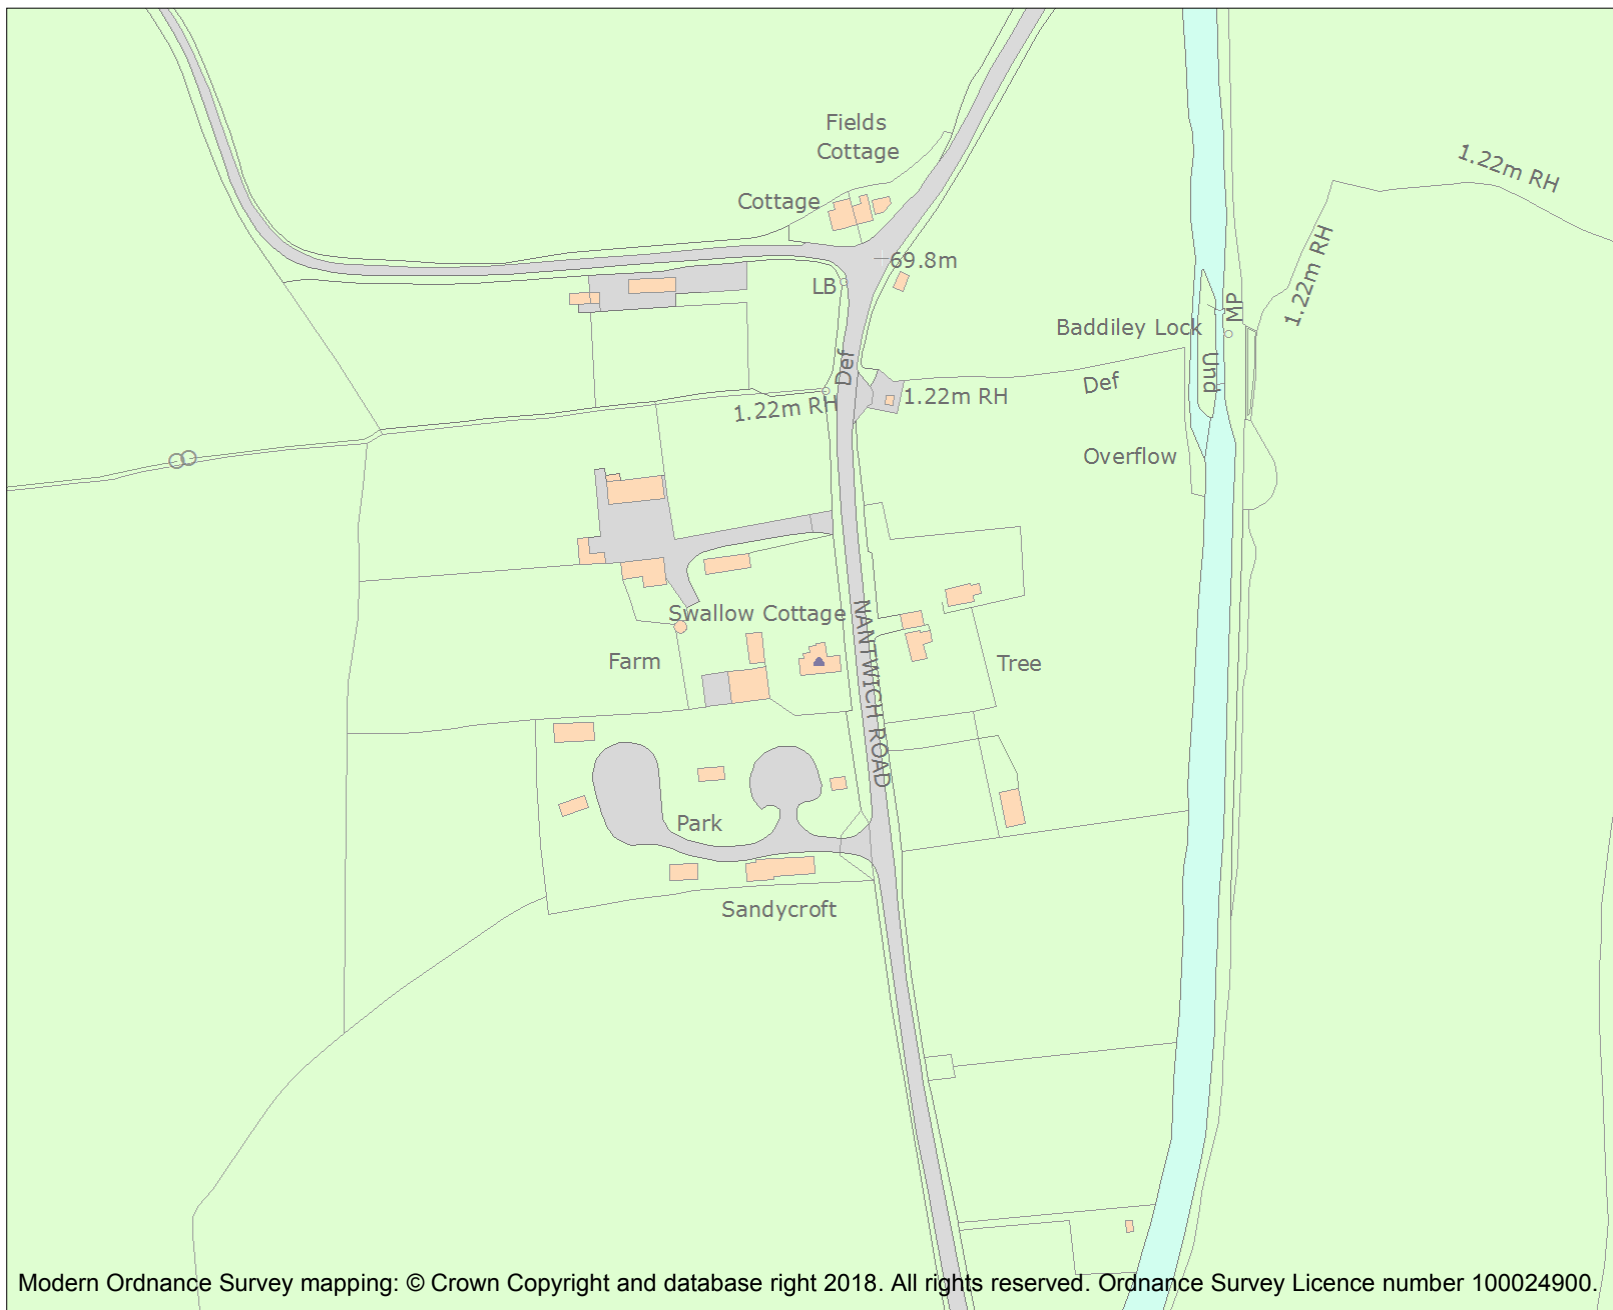 Fields
Cottage
1.22m RH
Cottage
69.8m
1.22m RH
LB
MP
Baddiley Lock
Def
Und
Def
1.22m RH
1.22m RH
Overflow
Swallow Cottage
NANTWICH ROAD
Farm
Tree
Park
Sandycroft
Modern Ordnance Survey mapping: © Crown Copyright and database right 2018. All rights reserved. Ordnance Survey Licence number 100024900.